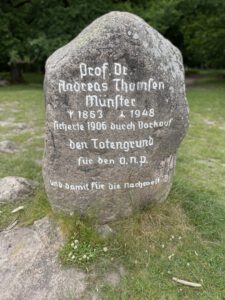 Prof. Dr.
Andreas Thomsen
Münster
1863 1948
sicherte 1906 durch Vorkauf
den Totengrund
für den O.N.P.
und damit für die Nachwelt